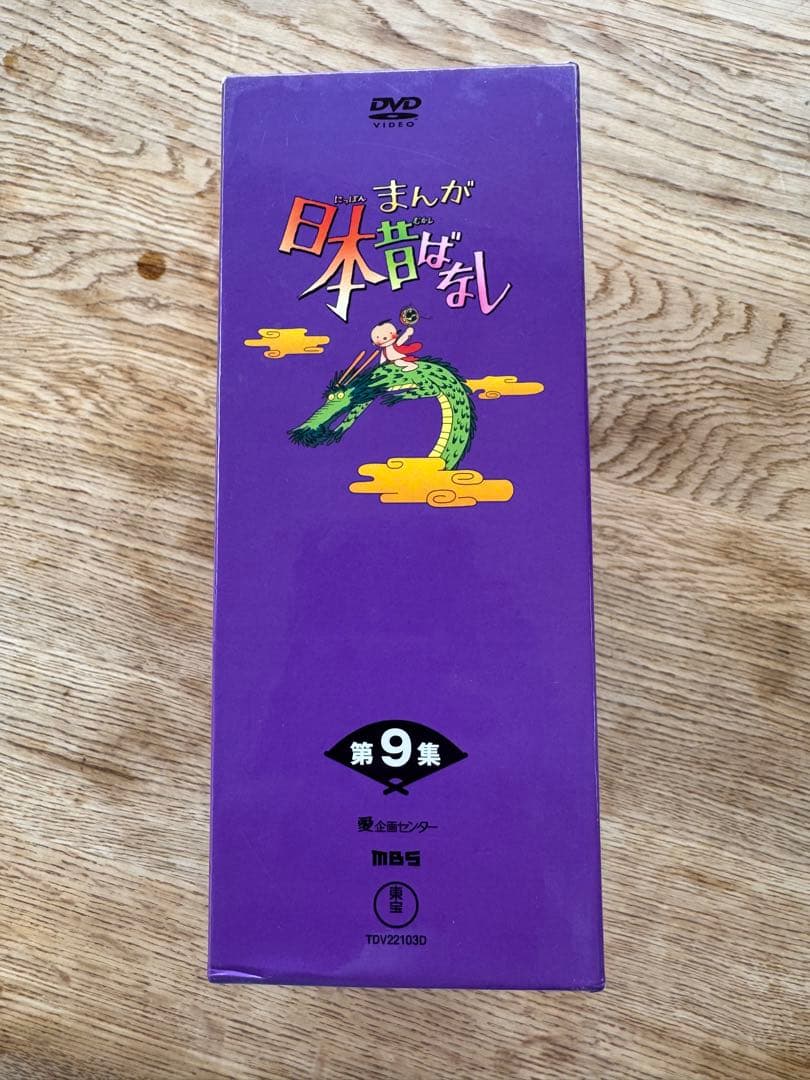 DVD
VIDEO
まんが
にっぽん むかし
日本昔ばなし
第9集
愛企画センター
MBS
東宝
TDV22103D